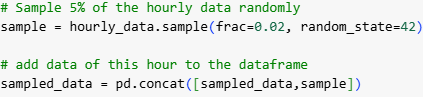 # Sample 5% of the hourly data randomly
sample = hourly_data.sample(frac=0.02, random_state=42)
# add data of this hour to the dataframe
sampled_data = pd.concat([sampled_data,sample])